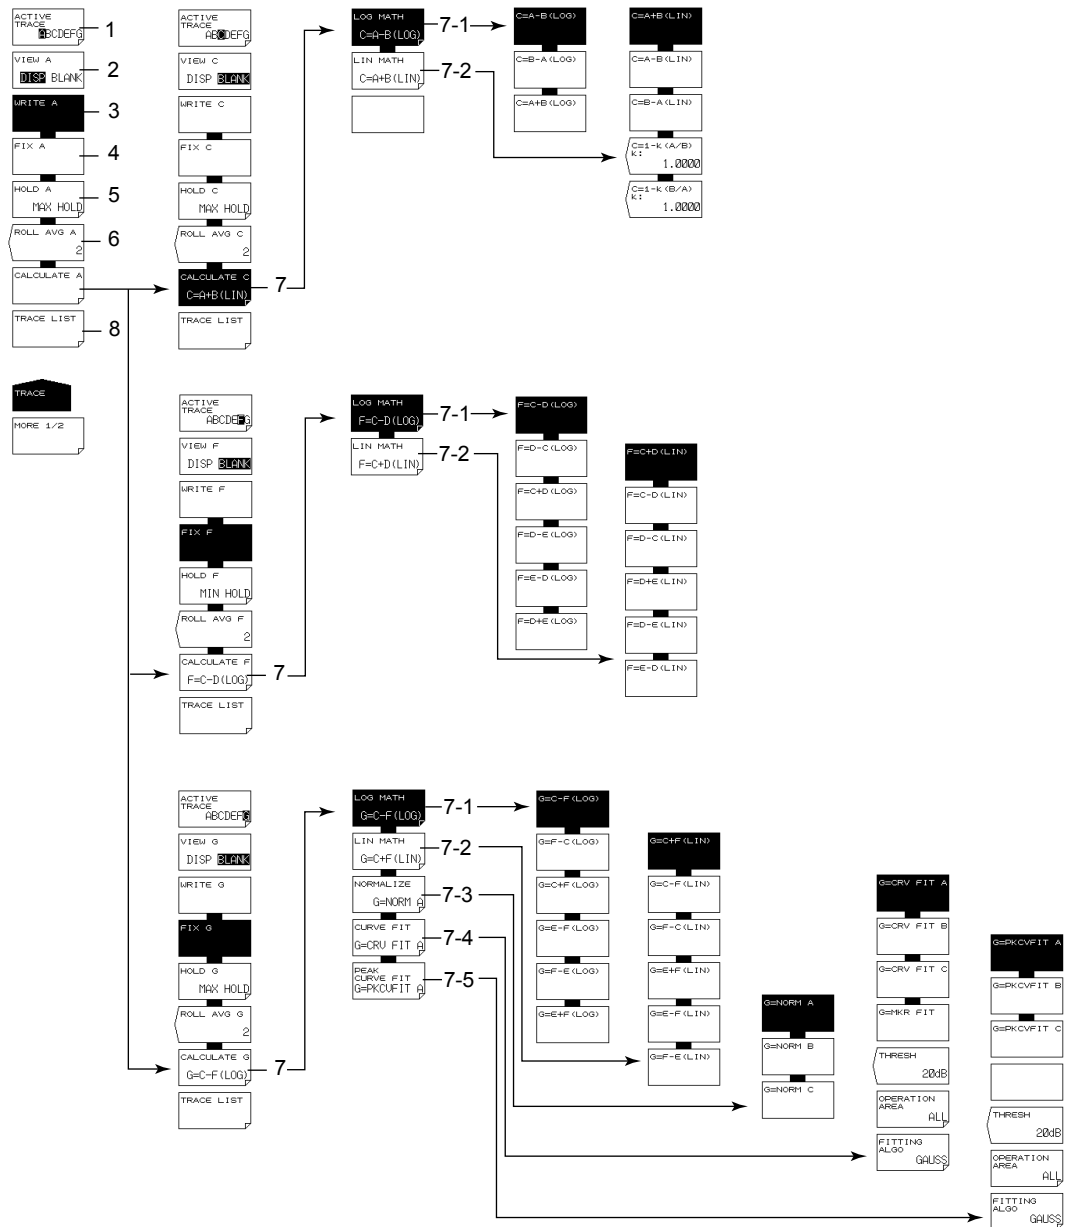 ACTIVE
TRACE
ABCDEFG
1
VIEW A
DISP BLANK
2
WRITE A
3
FIX A
4
HOLD A
MAX HOLD
5
ROLL AVG A
2
6
CALCULATE A
TRACE LIST
8
TRACE
MORE 1/2
ACTIVE
TRACE
ABCDEFG
VIEW C
DISP BLANK
WRITE C
FIX C
HOLD C
MAX HOLD
ROLL AVG C
2
CALCULATE C
C=A+B(LIN)
7
TRACE LIST
LOG MATH
C=A-B(LOG)
7-1
LIN MATH
C=A+B(LIN)
7-2
C=A-B(LOG)
C=B-A(LOG)
C=A+B(LOG)
C=A+B(LIN)
C=A-B(LIN)
C=B-A(LIN)
C=1-k(A/B)
k:
1.0000
C=1-k(B/A)
k:
1.0000
ACTIVE
TRACE
ABCDEFG
VIEW F
DISP BLANK
WRITE F
FIX F
HOLD F
MIN HOLD
ROLL AVG F
2
CALCULATE F
F=C-D(LOG)
7
TRACE LIST
LOG MATH
F=C-D(LOG)
7-1
LIN MATH
F=C+D(LIN)
7-2
F=C-D(LOG)
F=D-C(LOG)
F=C+D(LOG)
F=D-E(LOG)
F=E-D(LOG)
F=D+E(LOG)
F=C+D(LIN)
F=C-D(LIN)
F=D-C(LIN)
F=D+E(LIN)
F=D-E(LIN)
F=E-D(LIN)
ACTIVE
TRACE
ABCDEFG
VIEW G
DISP BLANK
WRITE G
FIX G
HOLD G
MAX HOLD
ROLL AVG G
2
CALCULATE G
G=C-F(LOG)
7
TRACE LIST
LOG MATH
G=C-F(LOG)
7-1
LIN MATH
G=C+F(LIN)
7-2
NORMALIZE
G=NORM A
7-3
CURVE FIT
G=CRV FIT A
7-4
PEAK
CURVE FIT
G=PKCVFIT A
7-5
G=C-F(LOG)
G=F-C(LOG)
G=C+F(LOG)
G=E-F(LOG)
G=F-E(LOG)
G=E+F(LOG)
G=C+F(LIN)
G=C-F(LIN)
G=F-C(LIN)
G=E+F(LIN)
G=E-F(LIN)
G=F-E(LIN)
G=NORM A
G=NORM B
G=NORM C
G=CRV FIT A
G=CRV FIT B
G=CRV FIT C
G=MKR FIT
THRESH
20dB
OPERATION
AREA
ALL
FITTING
ALGO
GAUSS
G=PKCVFIT A
G=PKCVFIT B
G=PKCVFIT C
THRESH
20dB
OPERATION
AREA
ALL
FITTING
ALGO
GAUSS